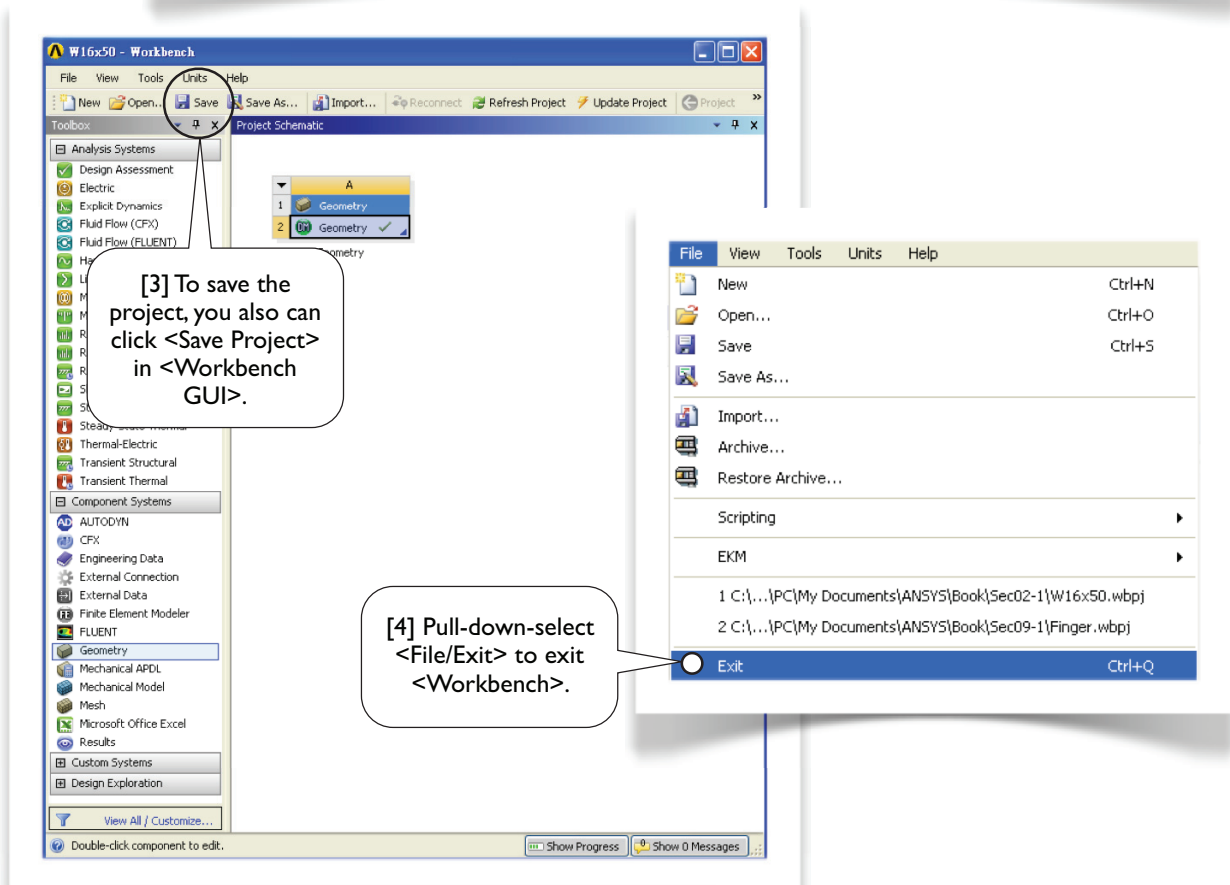 W16x50 - Workbench
File View Tools Units Help
New Open... Save Save As... Import... Reconnect Refresh Project Update Project Project »
Toolbox
Project Schematic
Analysis Systems
Design Assessment
Electric
Explicit Dynamics
Fluid Flow (CFX)
Fluid Flow (FLUENT)
Thermal-Electric
Transient Structural
Transient Thermal
Component Systems
AUTODYN
CFX
Engineering Data
External Connection
External Data
Finite Element Modeler
FLUENT
Geometry
Mechanical APDL
Mechanical Model
Mesh
Microsoft Office Excel
Results
Custom Systems
Design Exploration
View All / Customize...
Double-click component to edit.
Show Progress
Show 0 Messages
A
1 Geometry
2 Geometry
[3] To save the
project, you also can
click <Save Project>
in <Workbench
GUI>.
File View Tools Units Help
New Ctrl+N
Open... Ctrl+O
Save Ctrl+S
Save As...
Import...
Archive...
Restore Archive...
Scripting
EKM
1 C:\...\PC\My Documents\ANSYS\Book\Sec02-1\W16x50.wbpj
2 C:\...\PC\My Documents\ANSYS\Book\Sec09-1\Finger.wbpj
Exit Ctrl+Q
[4] Pull-down-select
<File/Exit> to exit
<Workbench>.